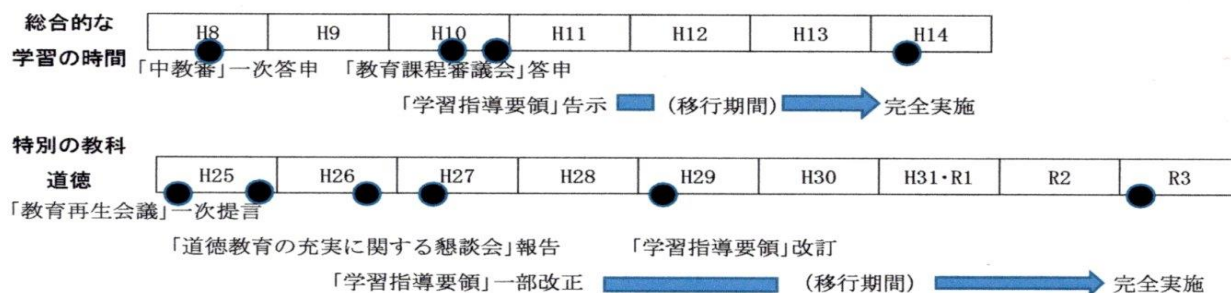 総合的な
学習の時間
H8 H9 H10 H11 H12 H13 H14
「中教審」一次答申 「教育課程審議会」答申
「学習指導要領」告示 (移行期間) 完全実施
特別の教科
道徳
H25 H26 H27 H28 H29 H30 H31・R1 R2 R3
「教育再生会議」一次提言
「道徳教育の充実に関する懇談会」報告 「学習指導要領」改訂
「学習指導要領」一部改正 (移行期間) 完全実施